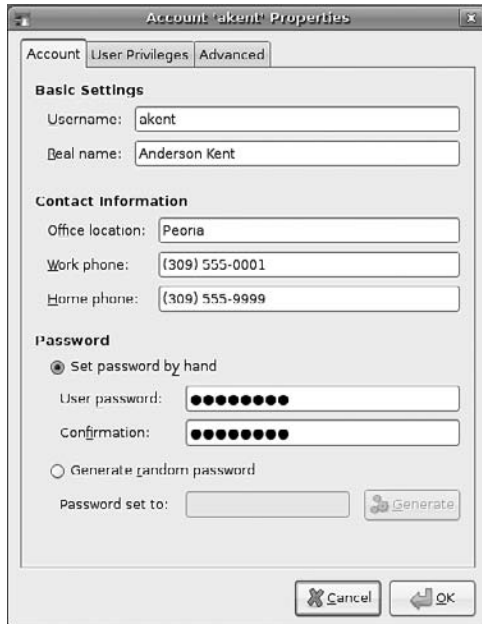 Account 'akent' Properties
Account User Privileges Advanced
Basic Settings
Username: akent
Real name: Anderson Kent
Contact Information
Office location: Peoria
Work phone: (309) 555-0001
Home phone: (309) 555-9999
Password
Set password by hand
User password: ●●●●●●●●
Confirmation: ●●●●●●●●
Generate random password
Password set to: Generate
Cancel OK